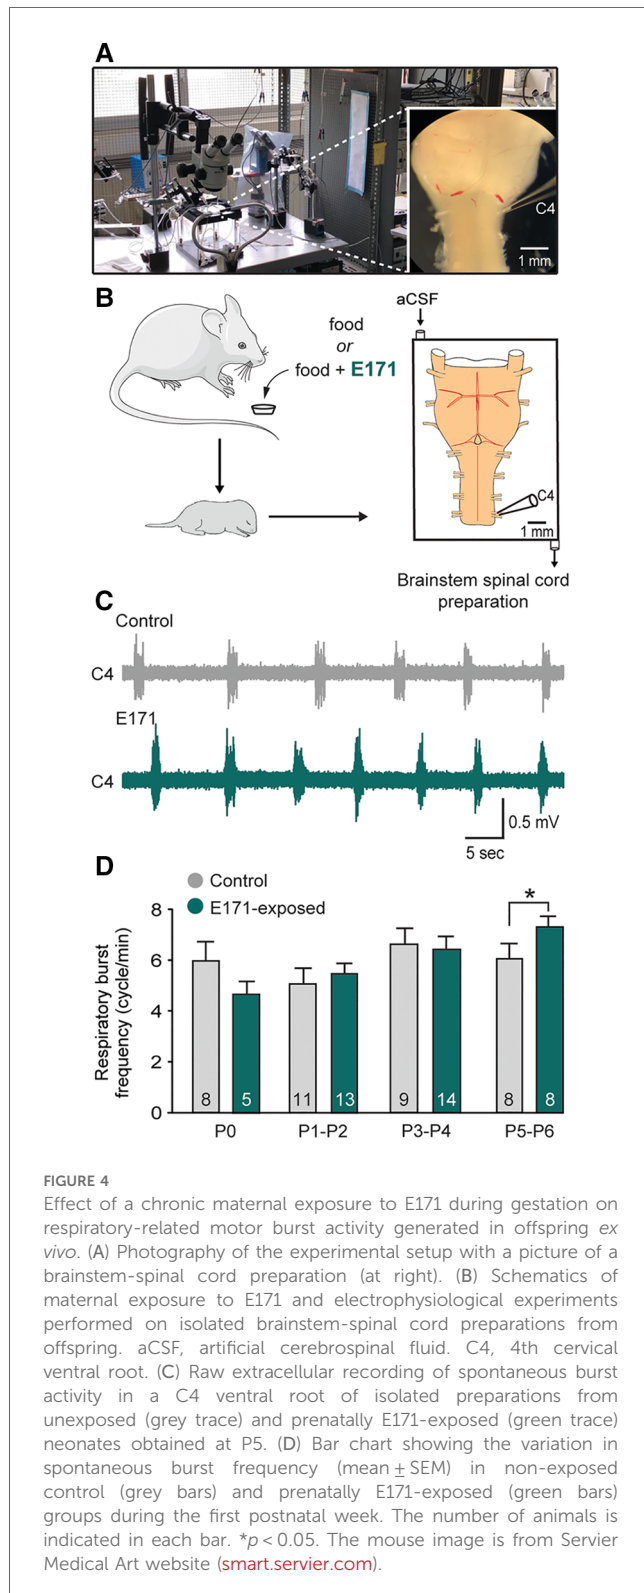 A
C4
1 mm
B
food
or
food + E171
aCSF
C4
1 mm
Brainstem spinal cord
preparation
C
Control
C4
E171
C4
0.5 mV
5 sec
D
Control
E171-exposed
*
Respiratory burst
frequency (cycle/min)
8
6
4
2
0
8
5
11
13
9
14
8
8
P0
P1-P2
P3-P4
P5-P6
FIGURE 4
Effect of a chronic maternal exposure to E171 during gestation on
respiratory-related motor burst activity generated in offspring ex
vivo. (A) Photography of the experimental setup with a picture of a
brainstem-spinal cord preparation (at right). (B) Schematics of
maternal exposure to E171 and electrophysiological experiments
performed on isolated brainstem-spinal cord preparations from
offspring. aCSF, artificial cerebrospinal fluid. C4, 4th cervical
ventral root. (C) Raw extracellular recording of spontaneous burst
activity in a C4 ventral root of isolated preparations from
unexposed (grey trace) and prenatally E171-exposed (green trace)
neonates obtained at P5. (D) Bar chart showing the variation in
spontaneous burst frequency (mean ± SEM) in non-exposed
control (grey bars) and prenatally E171-exposed (green bars)
groups during the first postnatal week. The number of animals is
indicated in each bar. *p < 0.05. The mouse image is from Servier
Medical Art website (smart.servier.com).